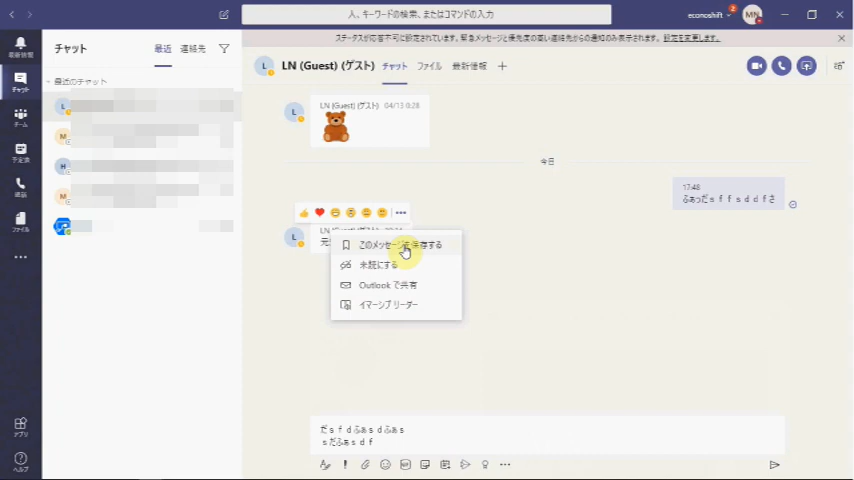 人、キーワードの検索、またはコマンドの入力
econoshift
2
MN
最新情報
チャット
チーム
予定表
通話
ファイル
アプリ
ヘルプ
チャット
最近
連絡先
最近のチャット
L
M
H
M
ステータスが応答不可に設定されています。緊急メッセージと優先度の高い連絡先からの通知のみ表示されます。 設定を変更します。
L
LN (Guest) (ゲスト)
チャット
ファイル
最新情報
L
LN (Guest) (ゲスト) 04/13 0:28
今日
17:48
ふぁっだｓｆｆｓｄｄｆさ
L
元
このメッセージを保存する
未読にする
Outlook で共有
イマーシブ リーダー
だｓｆｄふぁｓｄふぁｓ
ｓだふぁｓｄｆ